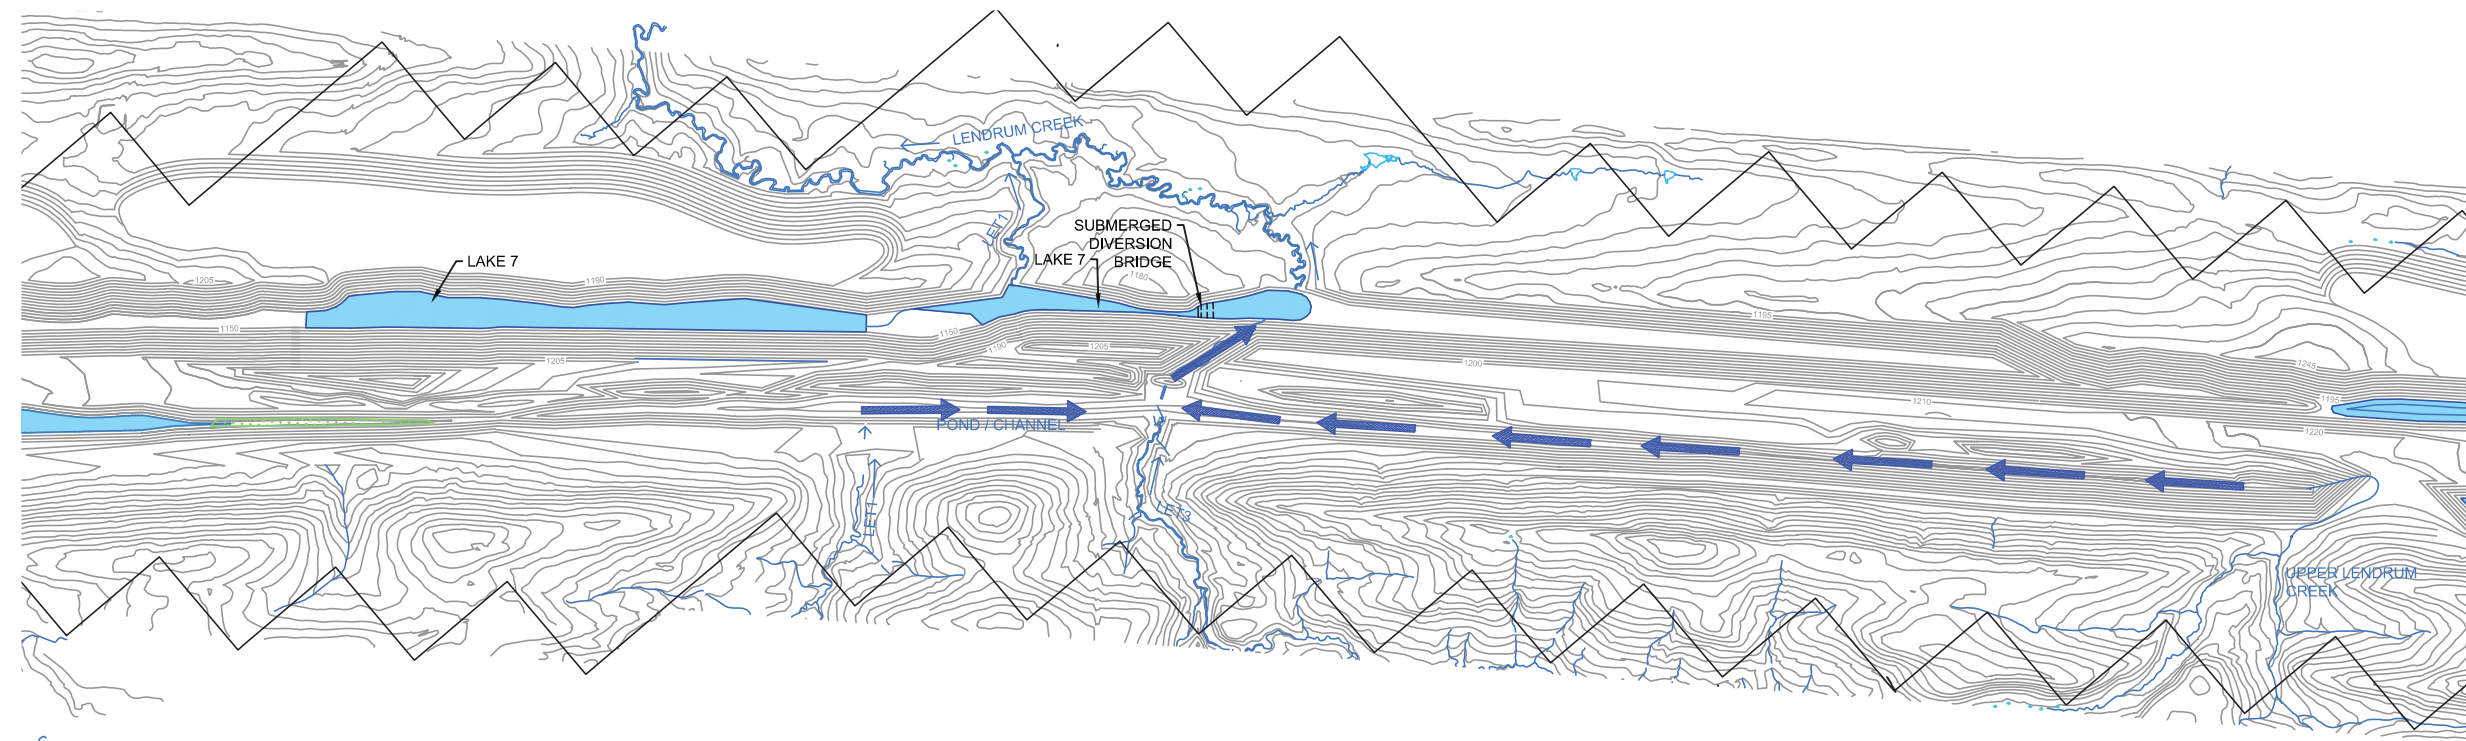 LENDRUM CREEK
LET1
SUBMERGED
DIVERSION
BRIDGE
LAKE 7
LAKE 7
1180
1205
1190
1150
1150
1190
1205
1205
1195
1200
1245
1195
1210
1220
POND / CHANNEL
LET1
LET3
UPPER LENDRUM
CREEK